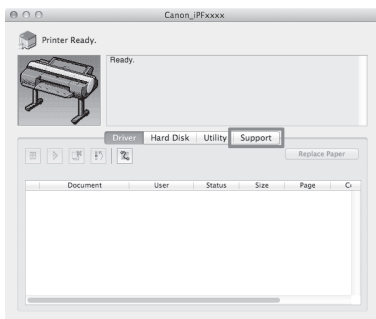 Canon_iPFxxxx
Printer Ready.
Ready.
Driver Hard Disk Utility Support
Replace Paper
Document User Status Size Page